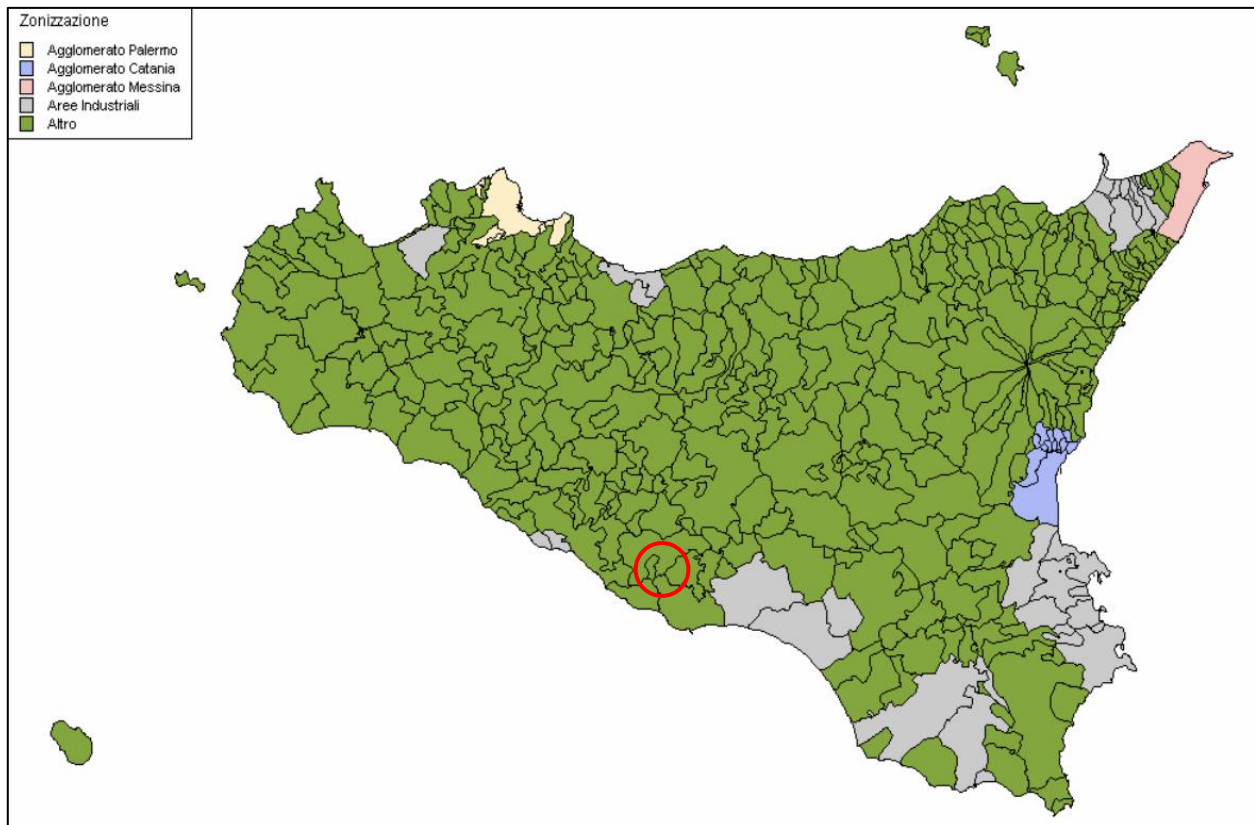 Zonizzazione
Agglomerato Palermo
Agglomerato Catania
Agglomerato Messina
Aree Industriali
Altro